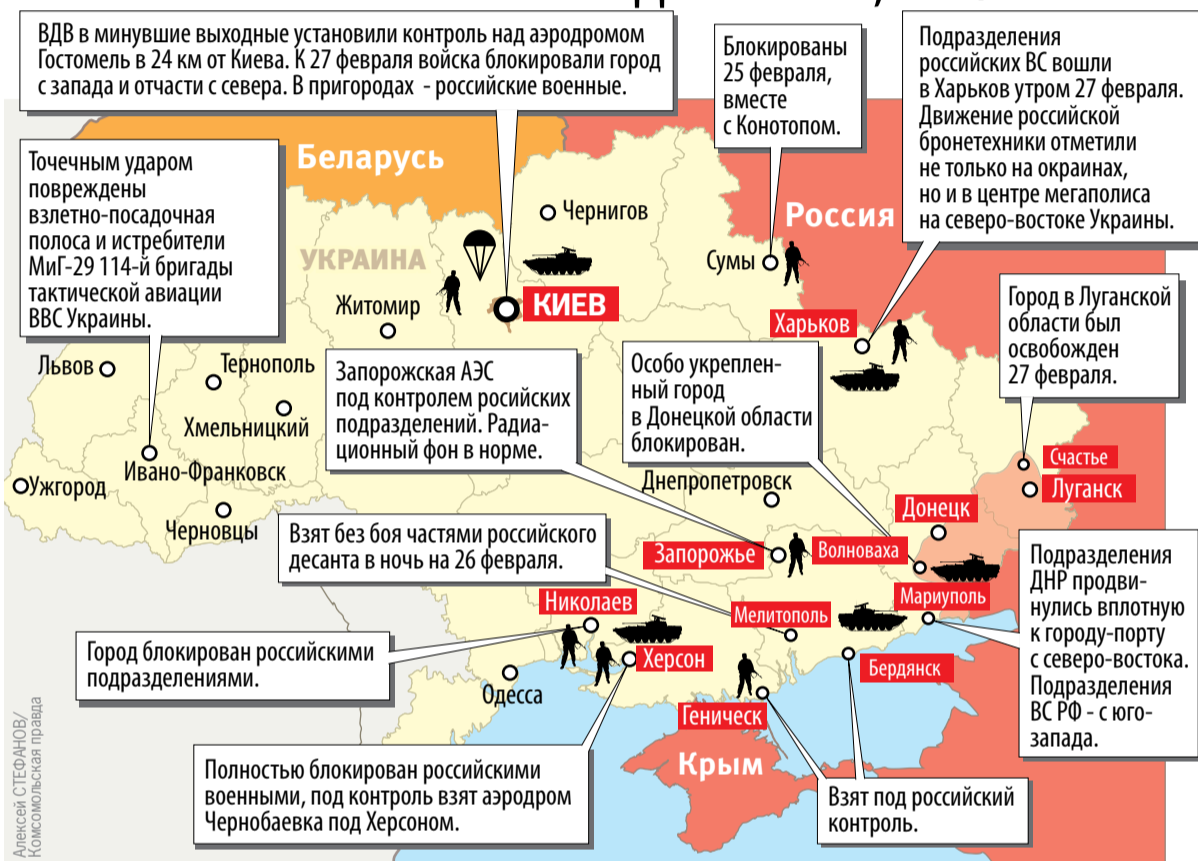 ВДВ в минувшие выходные установили контроль над аэродромом
Гостомель в 24 км от Киева. К 27 февраля войска блокировали город
с запада и отчасти с севера. В пригородах - российские военные.
Блокированы
25 февраля,
вместе
с Конотопом.
Подразделения
российских ВС вошли
в Харьков утром 27 февраля.
Движение российской
бронетехники отметили
не только на окраинах,
но и в центре мегаполиса
на северо-востоке Украины.
Точечным ударом
повреждены
взлетно-посадочная
полоса и истребители
МиГ-29 114-й бригады
тактической авиации
ВВС Украины.
Беларусь
Россия
УКРАИНА
Чернигов
Сумы
Житомир
КИЕВ
Харьков
Город в Луганской
области был
освобожден
27 февраля.
Львов
Тернополь
Хмельницкий
Ивано-Франковск
Ужгород
Черновцы
Запорожская АЭС
под контролем росийских
подразделений. Радиа-
ционный фон в норме.
Особо укреплен-
ный город
в Донецкой области
блокирован.
Счастье
Луганск
Днепропетровск
Донецк
Взят без боя частями российского
десанта в ночь на 26 февраля.
Запорожье
Волноваха
Подразделения
ДНР продви-
нулись вплотную
к городу-порту
с северо-востока.
Подразделения
ВС РФ - с юго-
запада.
Николаев
Мелитополь
Мариуполь
Город блокирован российскими
подразделениями.
Херсон
Бердянск
Одесса
Геническ
Крым
Полностью блокирован российскими
военными, под контроль взят аэродром
Чернобаевка под Херсоном.
Взят под российский
контроль.
Алексей СТЕФАНОВ/
Комсомольская правда